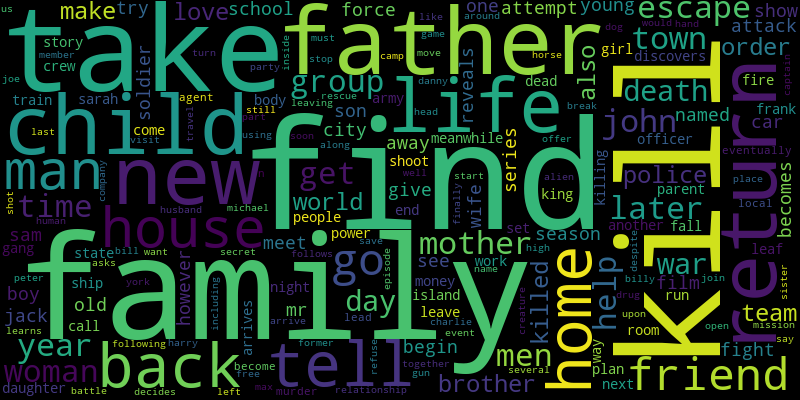 us
make
try
love
school
force
one
attempt
young
escape
show
take
father
life
like
around
game
dog
would
hand
attack
story
member
crew
joe
turn
inside
must
stop
camp
move
horse
group
also
town
girl
discovers
order
soldier
party
danny
reveals
dead
death
fire
train
sarah
agent
still
body
leaving
rescue
army
head
break
named
car
frank
captain
child
last
come
visit
travel
part
using
son
soon
city
along
away
meanwhile
offer
john
officer
eventually
man
new
get
shoot
well
series
find
alien
killing
kill
police
parent
place
local
return
becomes
company
husband
michael
world
give
wife
start
king
time
shot
human
people
end
finally
later
another
fall
house
power
set
season
despite
leaf
sam
gang
state
bill
want
secret
meet
save
mother
high
war
billy
join
film
sister
peter
asks
however
follows
go
see
work
name
help
drug
run
mission
boy
ship
york
including
night
episode
money
island
event
killed
home
upon
open
team
say
jack
old
call
arrives
mr
arrive
day
lead
leave
charlie
creature
room
learns
family
year
following
harry
former
begin
together
men
way
fight
woman
back
become
free
tell
refuse
gun
several
plan
next
friend
daughter
battle
decides
left
max
murder
relationship
brother